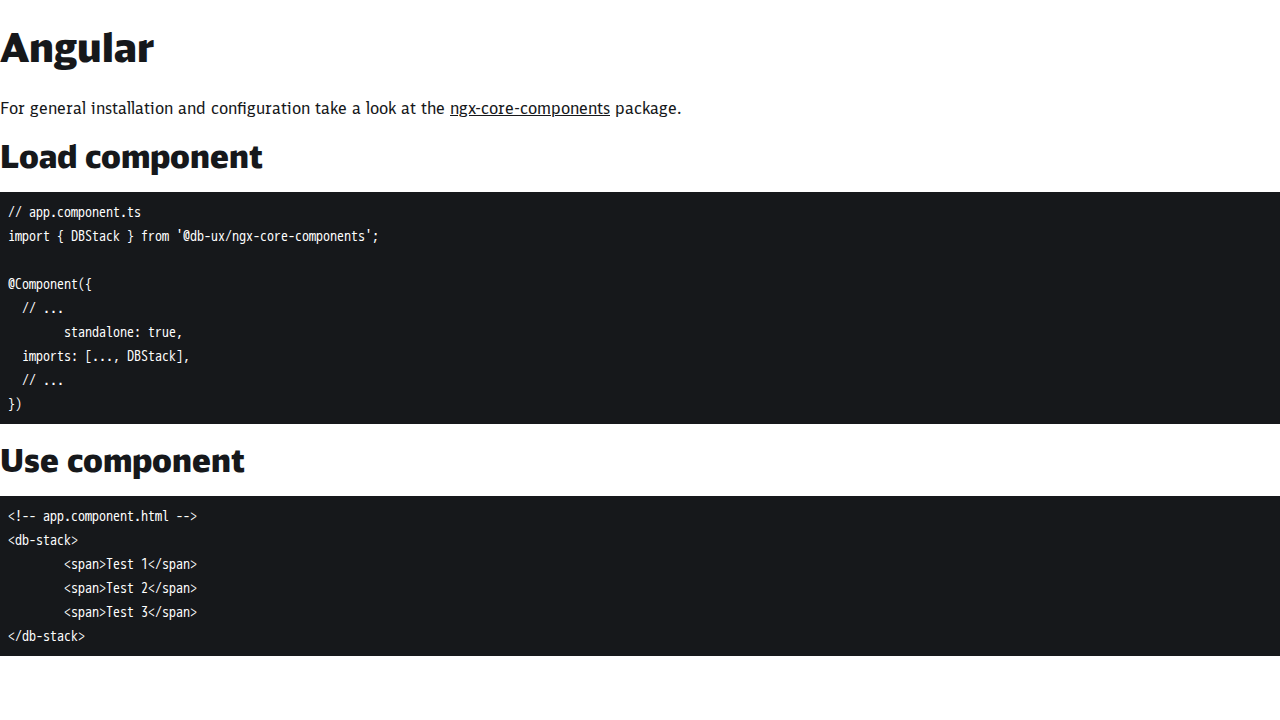 Angular
For general installation and configuration take a look at the ngx-core-components package.
Load component
// app.component.ts
import { DBStack } from '@db-ux/ngx-core-components';

@Component({
  // ...
        standalone: true,
  imports: [..., DBStack],
  // ...
})
Use component
<!-- app.component.html -->
<db-stack>
        <span>Test 1</span>
        <span>Test 2</span>
        <span>Test 3</span>
</db-stack>